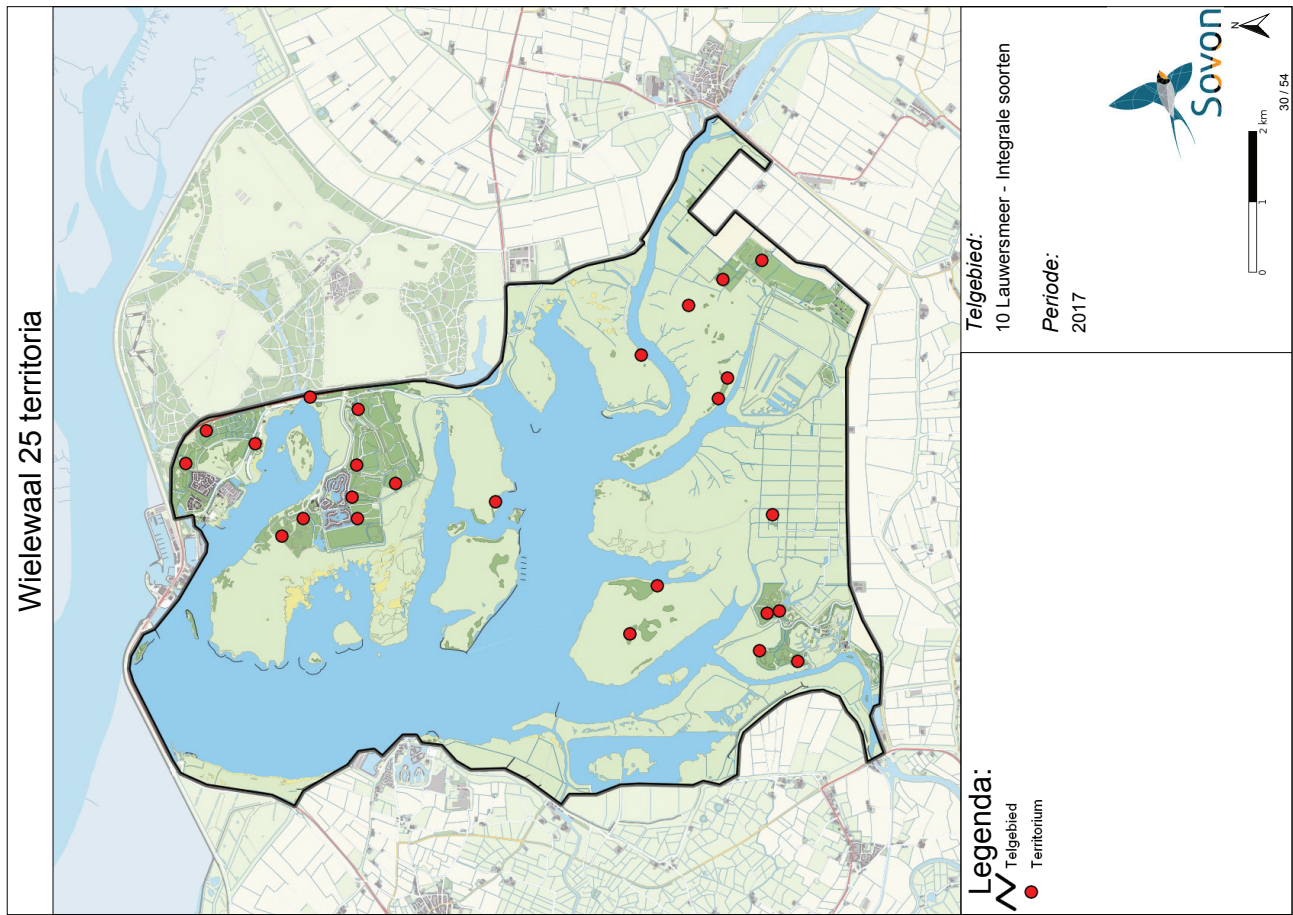 Wielewaal 25 territoria
Legenda:
Telgebied
Territorium
Telgebied:
10 Lauwersmeer - Integrale soorten
Periode:
2017
Sovon
N
0 1 2 km
30 / 54